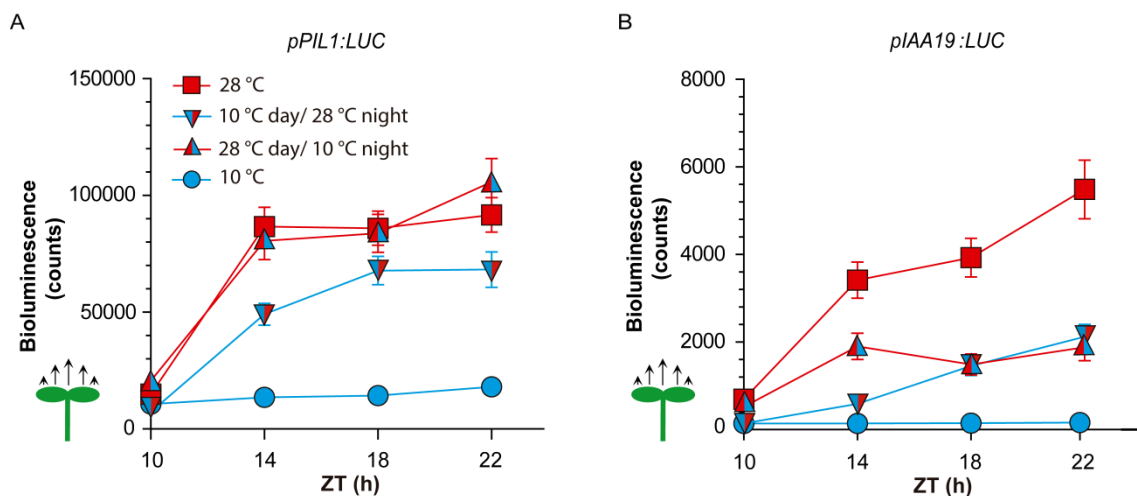 A
pPIL1:LUC
150000
100000
50000
0
Bioluminescence
(counts)
28 °C
10 °C day/ 28 °C night
28 °C day/ 10 °C night
10 °C
10 14 18 22
ZT (h)
B
pIAA19:LUC
8000
6000
4000
2000
0
Bioluminescence
(counts)
10 14 18 22
ZT (h)